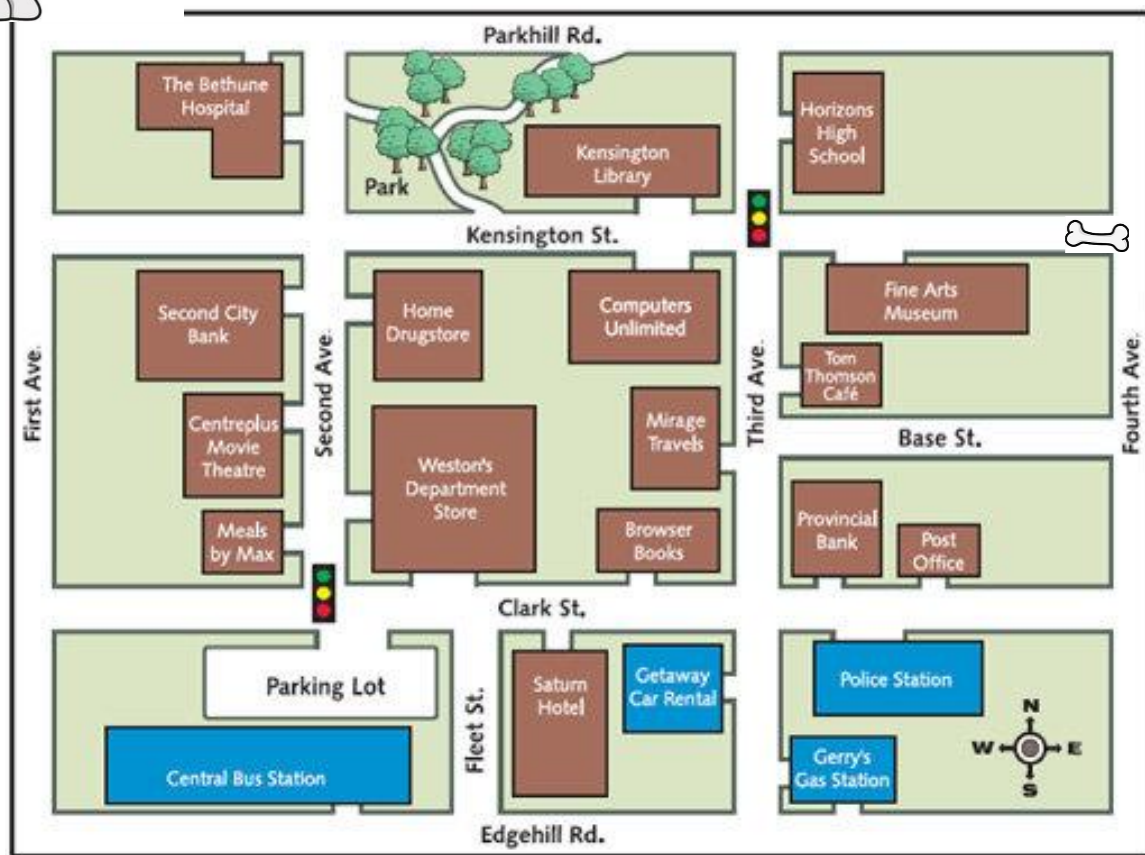 Parkhill Rd.
The Bethune
Hospital
Park
Kensington
Library
Horizons
High
School
Kensington St.
First Ave.
Second City
Bank
Centreplus
Movie
Theatre
Meals
by Max
Second Ave.
Home
Drugstore
Computers
Unlimited
Weston's
Department
Store
Mirage
Travels
Browser
Books
Third Ave.
Fine Arts
Museum
Tom
Thomson
Café
Base St.
Fourth Ave.
Provincial
Bank
Post
Office
Clark St.
Parking Lot
Central Bus Station
Fleet St.
Saturn
Hotel
Getaway
Car Rental
Police Station
Gerry's
Gas Station
N
W E
S
Edgehill Rd.